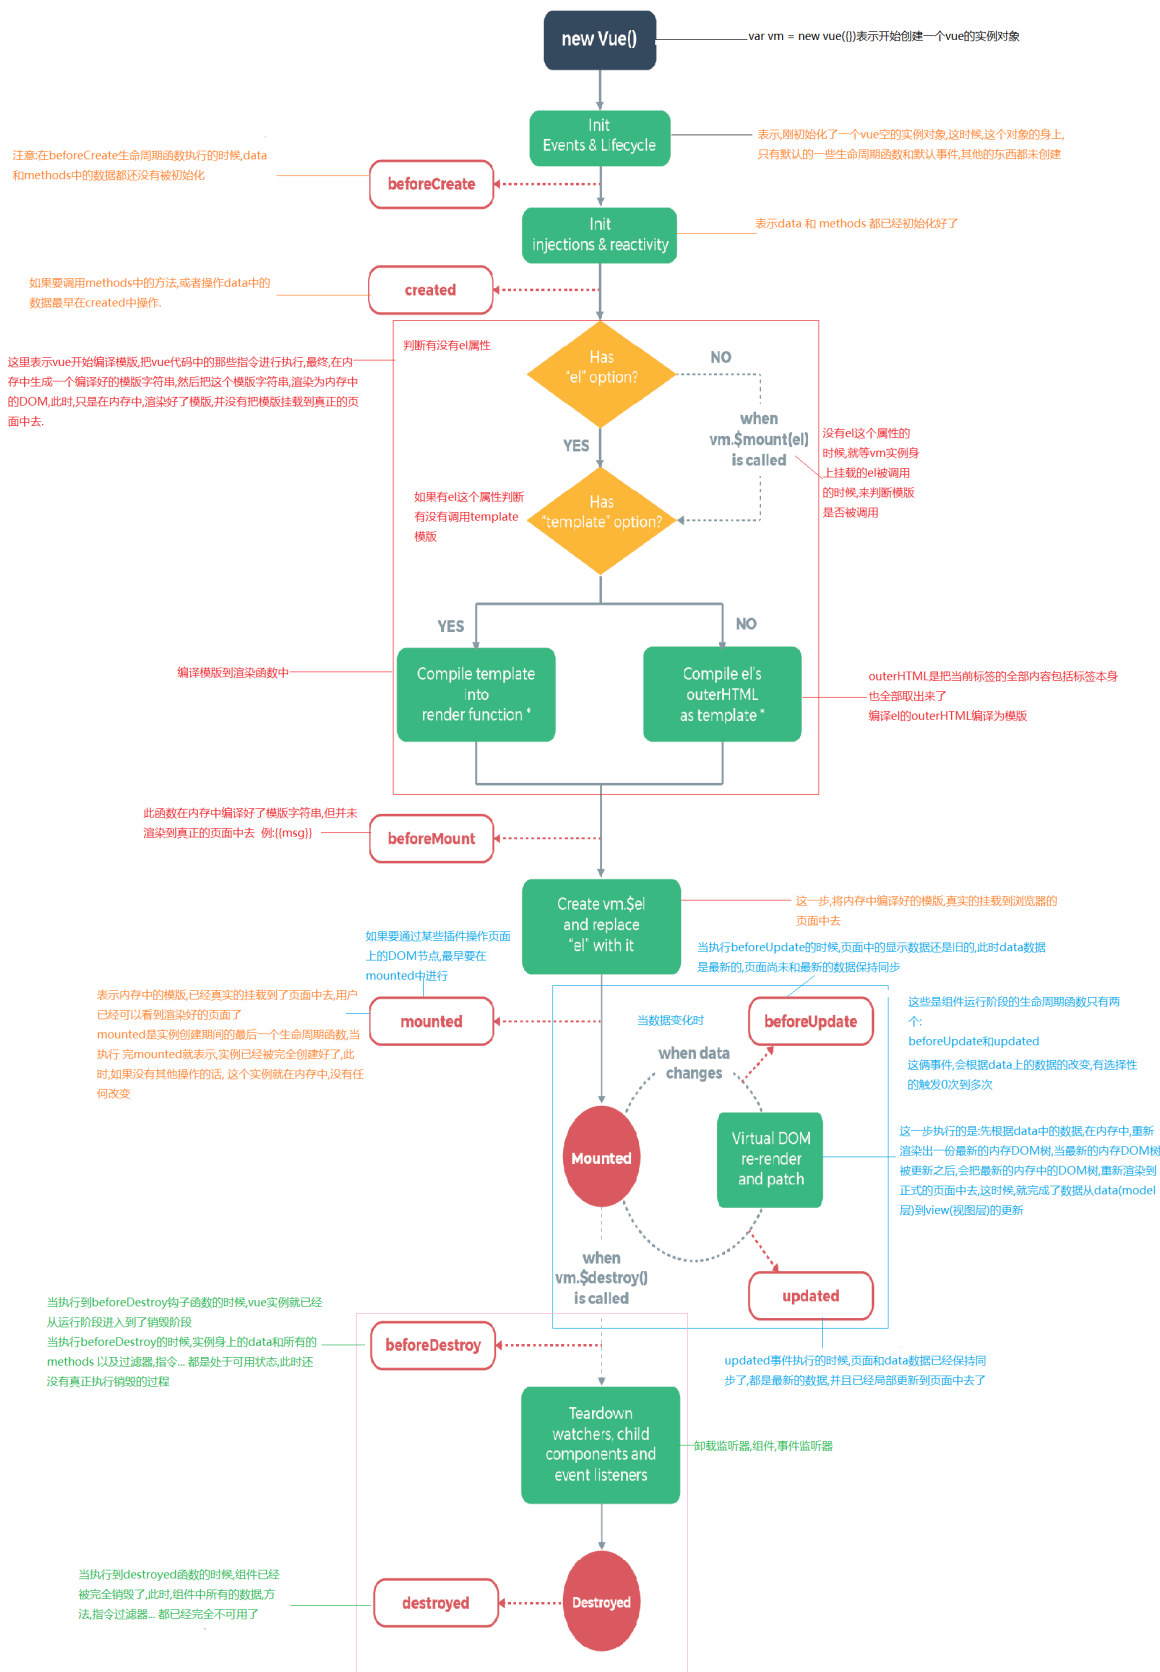 new Vue()
var vm = new vue({})表示开始创建一个vue的实例对象
Init
Events & Lifecycle
表示,刚初始化了一个vue空的实例对象,这时候,这个对象的身上,
只有默认的一些生命周期函数和默认事件,其他的东西都未创建
注意:在beforeCreate生命周期函数执行的时候,data
和methods中的数据都还没有被初始化
beforeCreate
Init
injections & reactivity
表示data 和 methods 都已经初始化好了
如果要调用methods中的方法,或者操作data中的
数据最早在created中操作.
created
这里表示vue开始编译模版,把vue代码中的那些指令进行执行,最终,在内
存中生成一个编译好的模版字符串,然后把这个模版字符串,渲染为内存中
的DOM,此时,只是在内存中,渲染好了模版,并没有把模版挂载到真正的页
面中去.
判断有没有el属性
Has
“el” option?
NO
when
vm.$mount(el)
is called
没有el这个属性的
时候,就等vm实例身
上挂载的el被调用
的时候,来判断模版
是否被调用
YES
如果有el这个属性判断
有没有调用template
模版
Has
“template” option?
YES
NO
编译模版到渲染函数中
Compile template
into
render function *
Compile el’s
outerHTML
as template *
outerHTML是把当前标签的全部内容包括标签本身
也全部取出来了
编译el的outerHTML编译为模版
此函数在内存中编译好了模版字符串,但并未
渲染到真正的页面中去 例:{{msg}}
beforeMount
Create vm.$el
and replace
“el” with it
这一步,将内存中编译好的模版,真实的挂载到浏览器的
页面中去
如果要通过某些插件操作页面
上的DOM节点,最早要在
mounted中进行
当执行beforeUpdate的时候,页面中的显示数据还是旧的,此时data数据
是最新的,页面尚未和最新的数据保持同步
表示内存中的模版,已经真实的挂载到了页面中去,用户
已经可以看到渲染好的页面了
mounted是实例创建期间的最后一个生命周期函数,当
执行 完mounted就表示,实例已经被完全创建好了,此
时,如果没有其他操作的话, 这个实例就在内存中,没有任
何改变
mounted
当数据变化时
beforeUpdate
这些是组件运行阶段的生命周期函数只有两
个:
beforeUpdate和updated
这俩事件,会根据data上的数据的改变,有选择性
的触发0次到多次
when data
changes
Mounted
Virtual DOM
re-render
and patch
这一步执行的是:先根据data中的数据,在内存中,重新
渲染出一份最新的内存DOM树,当最新的内存DOM树
被更新之后,会把最新的内存中的DOM树,重新渲染到
正式的页面中去,这时候,就完成了数据从data(model
层)到view(视图层)的更新
when
vm.$destroy()
is called
updated
updated事件执行的时候,页面和data数据已经保持同
步了,都是最新的数据,并且已经局部更新到页面中去了
当执行到beforeDestroy钩子函数的时候,vue实例就已经
从运行阶段进入到了销毁阶段
当执行beforeDestroy的时候,实例身上的data和所有的
methods 以及过滤器,指令... 都是处于可用状态,此时还
没有真正执行销毁的过程
beforeDestroy
Teardown
watchers, child
components and
event listeners
卸载监听器,组件,事件监听器
当执行到destroyed函数的时候,组件已经
被完全销毁了,此时,组件中所有的数据,方
法,指令过滤器... 都已经完全不可用了
destroyed
Destroyed